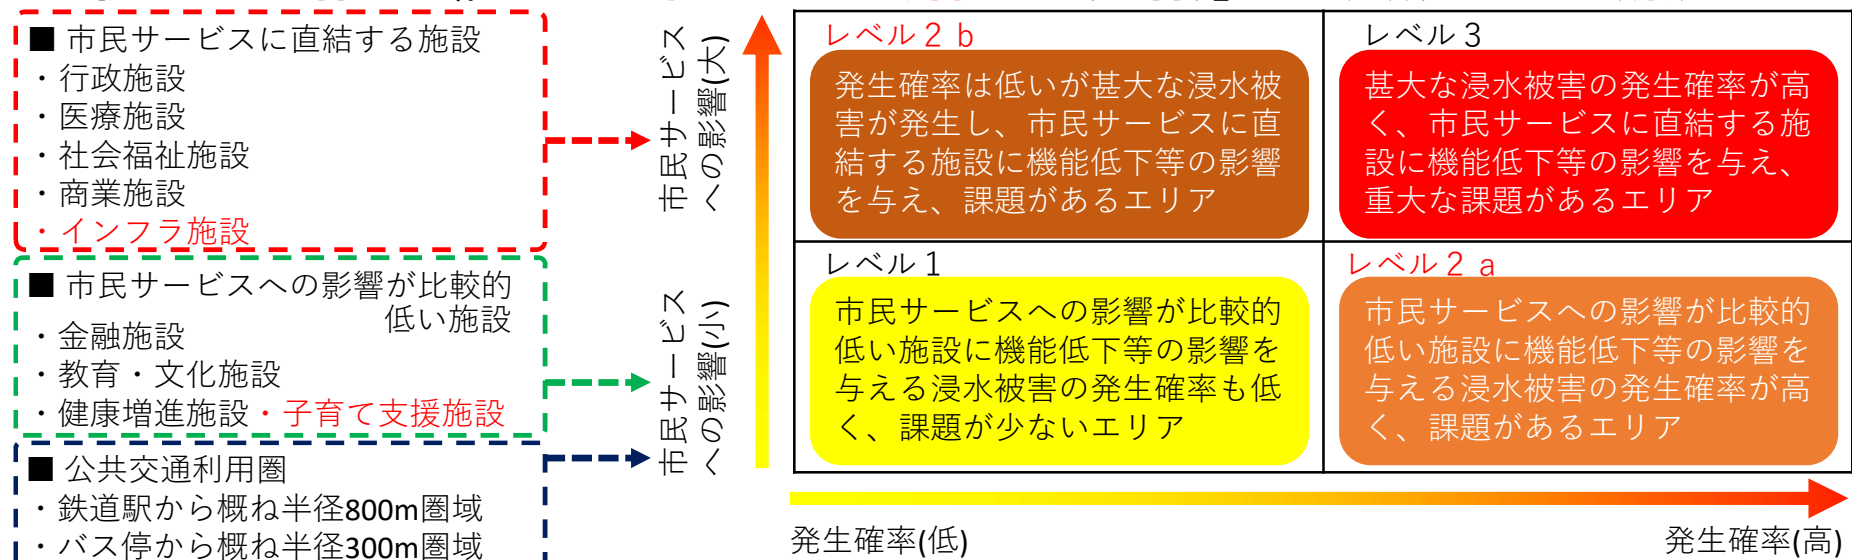 ■ 市民サービスに直結する施設
・行政施設
・医療施設
・社会福祉施設
・商業施設
・インフラ施設
■ 市民サービスへの影響が比較的
低い施設
・金融施設
・教育・文化施設
・健康増進施設・子育て支援施設
■ 公共交通利用圏
・鉄道駅から概ね半径800m圏域
・バス停から概ね半径300m圏域
市民サービス
への影響(大)
市民サービス
への影響(小)
レベル２ｂ
発生確率は低いが甚大な浸水被
害が発生し、市民サービスに直
結する施設に機能低下等の影響
を与え、課題があるエリア
レベル３
甚大な浸水被害の発生確率が高
く、市民サービスに直結する施
設に機能低下等の影響を与え、
重大な課題があるエリア
レベル１
市民サービスへの影響が比較的
低い施設に機能低下等の影響を
与える浸水被害の発生確率も低
く、課題が少ないエリア
レベル２ａ
市民サービスへの影響が比較的
低い施設に機能低下等の影響を
与える浸水被害の発生確率が高
く、課題があるエリア
発生確率(低)
発生確率(高)